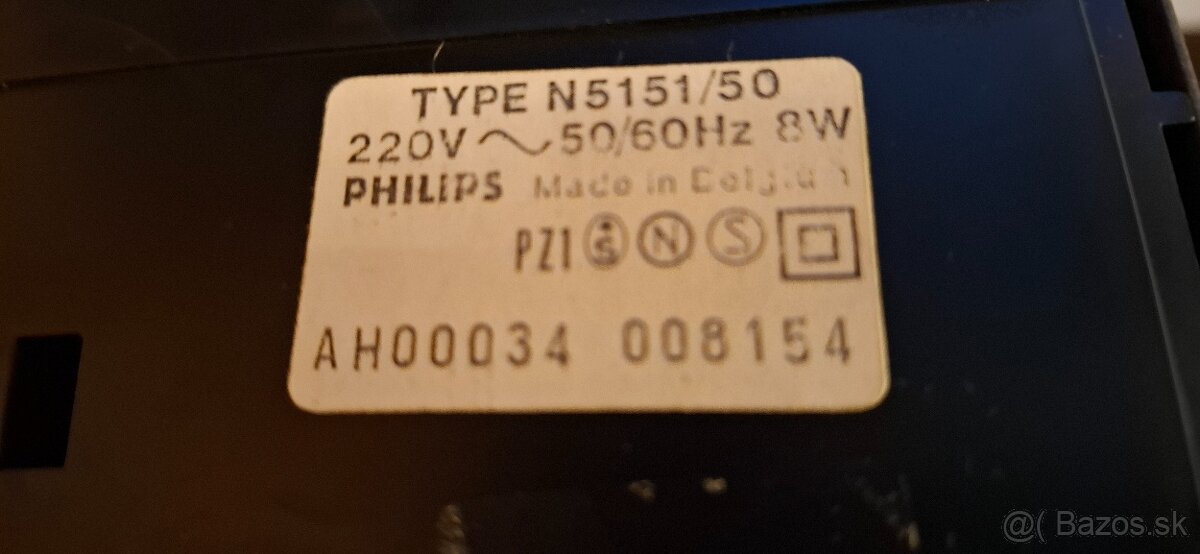 TYPE N5151/50
220V ~ 50/60Hz 8W
PHILIPS Made in Belgium
PZI S N S
AH00034 008154
@( Bazos.sk